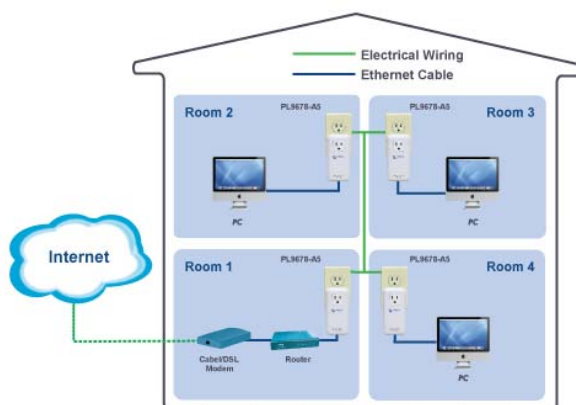 Electrical Wiring
Ethernet Cable
Room 2
PL9678-A5
PC
PL9678-A5
Room 3
PC
Internet
Room 1
PL9678-A5
Cabel/DSL
Modem
Router
PL9678-A5
Room 4
PC